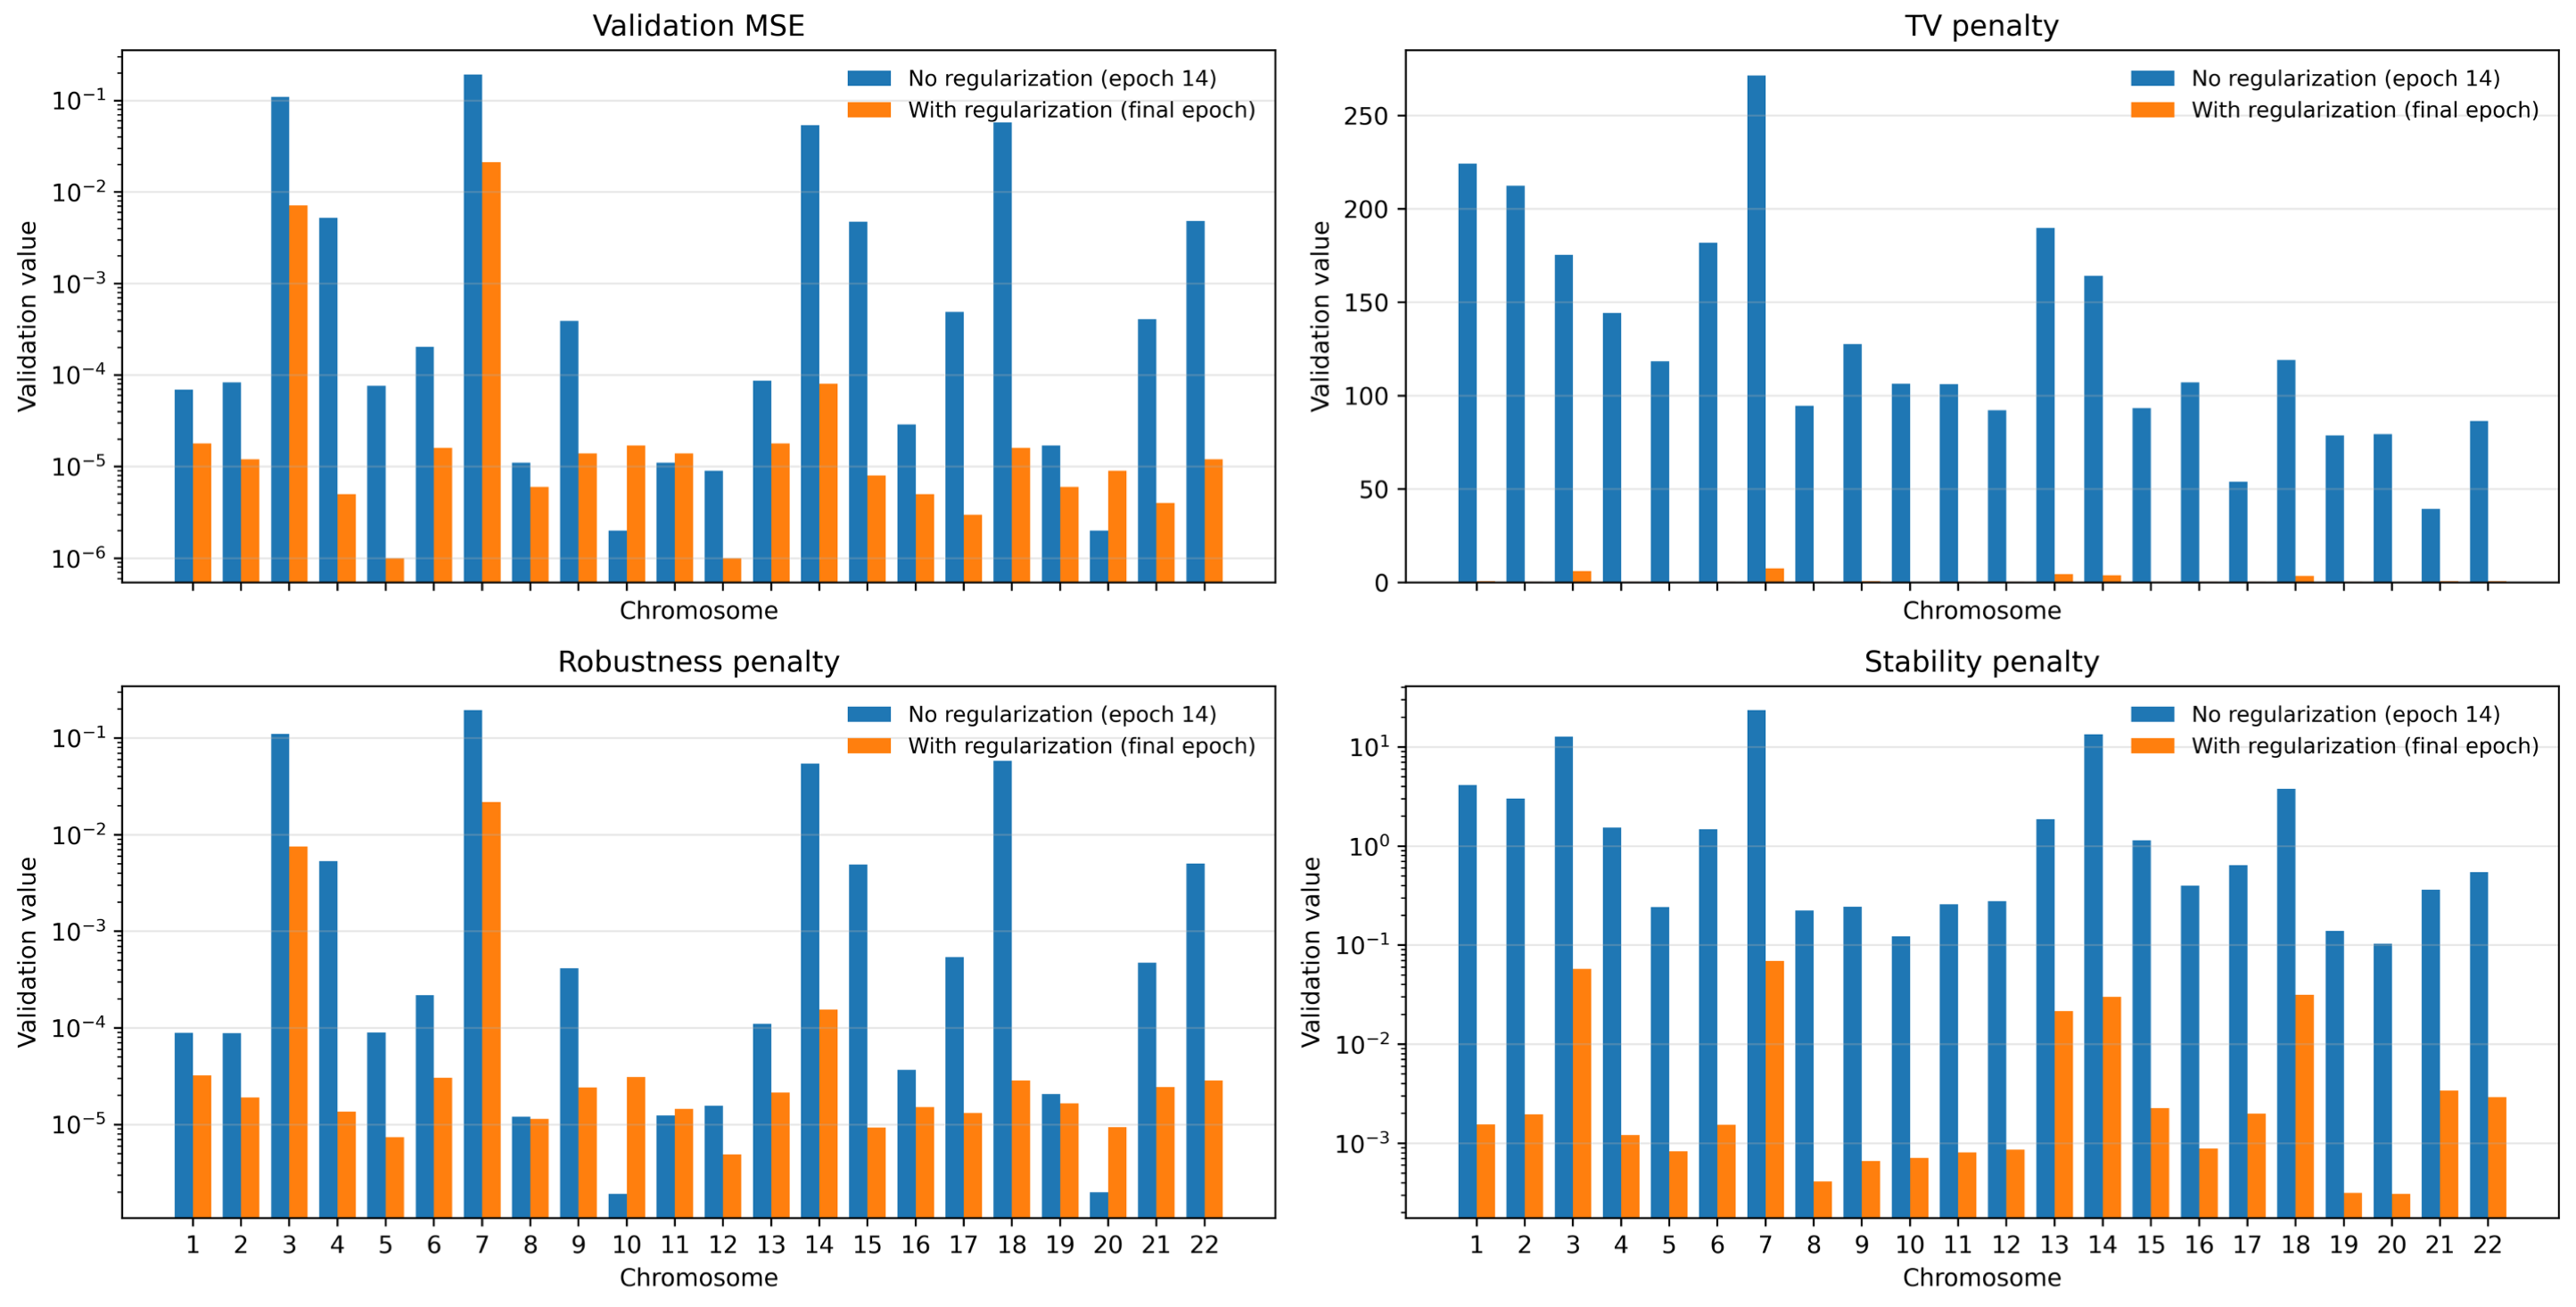 Validation MSE
No regularization (epoch 14)
With regularization (final epoch)
Validation value
10⁻¹
10⁻²
10⁻³
10⁻⁴
10⁻⁵
10⁻⁶
Chromosome
TV penalty
No regularization (epoch 14)
With regularization (final epoch)
Validation value
250
200
150
100
50
0
Chromosome
Robustness penalty
No regularization (epoch 14)
With regularization (final epoch)
Validation value
10⁻¹
10⁻²
10⁻³
10⁻⁴
10⁻⁵
1 2 3 4 5 6 7 8 9 10 11 12 13 14 15 16 17 18 19 20 21 22
Chromosome
Stability penalty
No regularization (epoch 14)
With regularization (final epoch)
Validation value
10¹
10⁰
10⁻¹
10⁻²
10⁻³
1 2 3 4 5 6 7 8 9 10 11 12 13 14 15 16 17 18 19 20 21 22
Chromosome